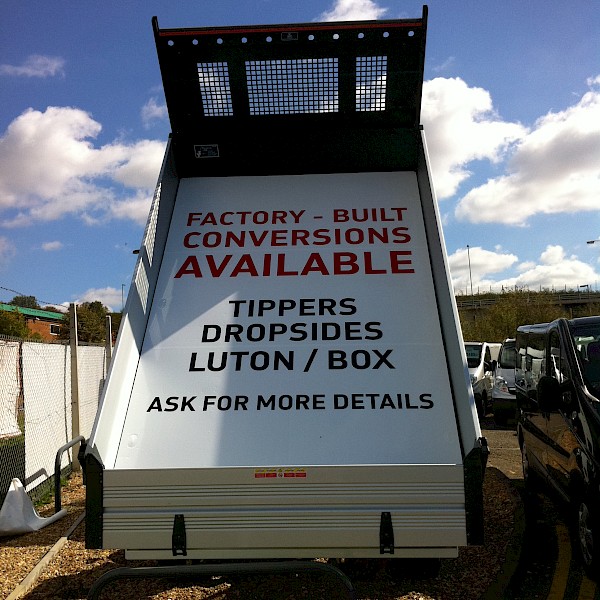 FACTORY - BUILT
CONVERSIONS
AVAILABLE
TIPPERS
DROPSIDES
LUTON / BOX
ASK FOR MORE DETAILS